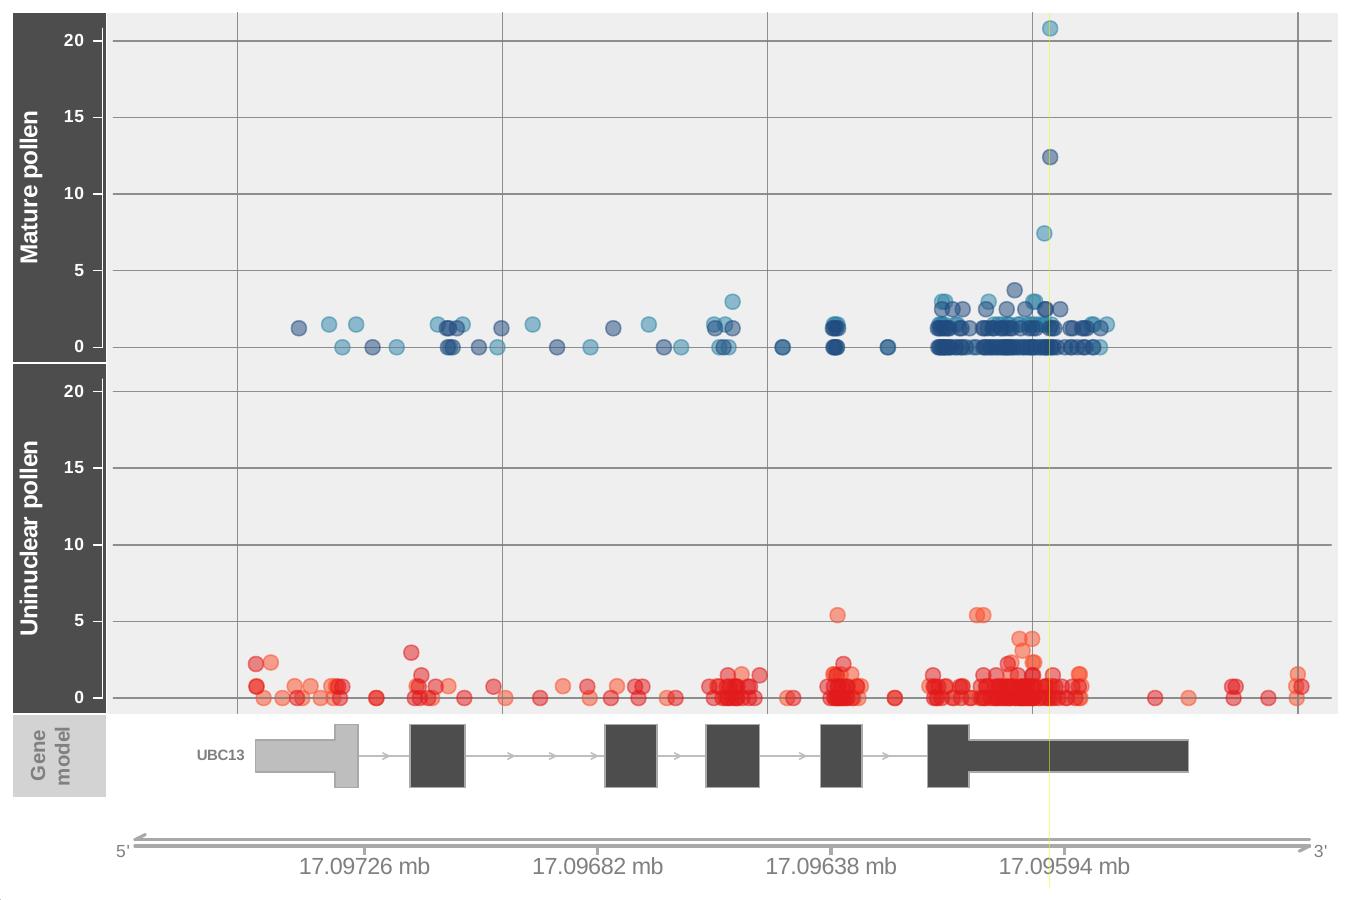 Mature pollen
20
15
10
5
0
Uninuclear pollen
20
15
10
5
0
Gene
model
UBC13
5'
3'
17.09726 mb
17.09682 mb
17.09638 mb
17.09594 mb